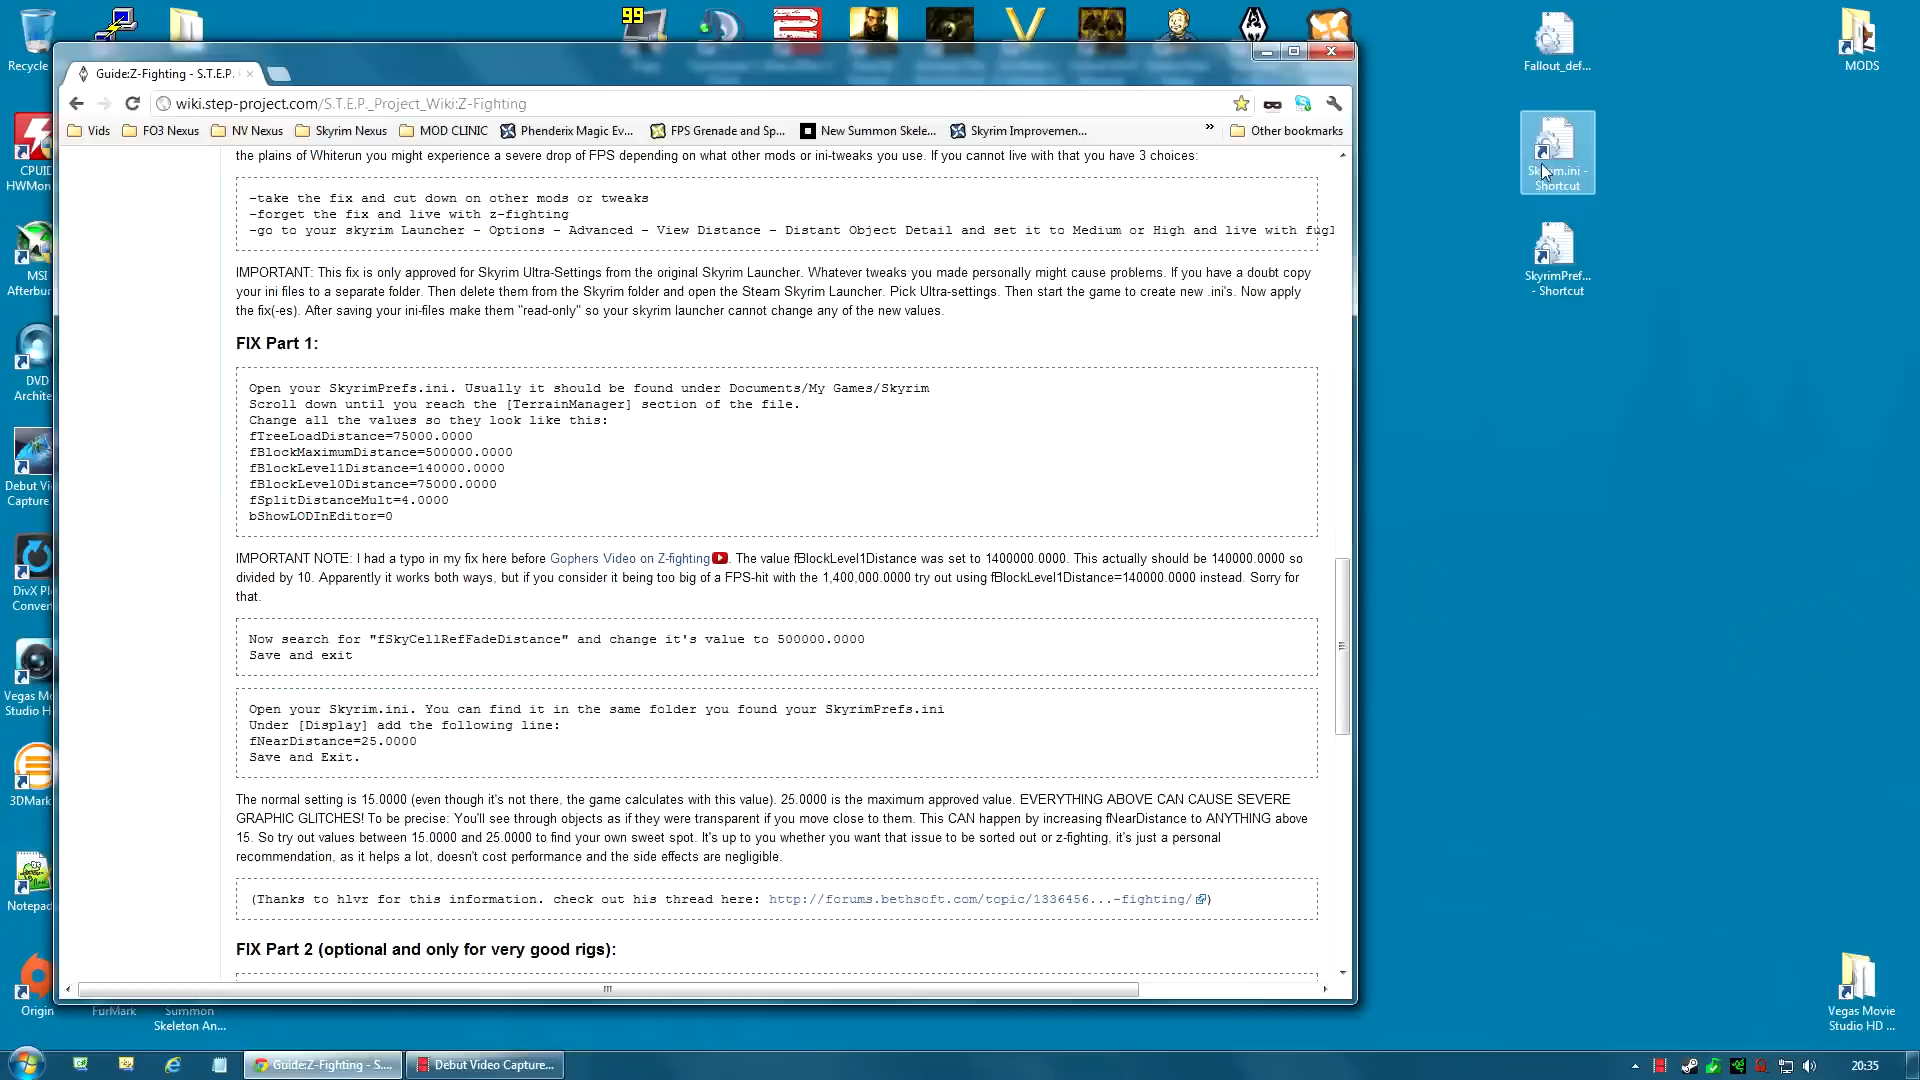 99
Recycle
Fallout_def...
MODS
Guide:Z-Fighting - S.T.E.P.
wiki.step-project.com/S.T.E.P._Project_Wiki:Z-Fighting
Vids
FO3 Nexus
NV Nexus
Skyrim Nexus
MOD CLINIC
Phenderix Magic Ev...
FPS Grenade and Sp...
New Summon Skele...
Skyrim Improvemen...
»
Other bookmarks
CPUID
HWMon
MSI
Afterbur
DVD
Archite
Debut Vi
Capture
DivX Pl
Conver
Vegas M
Studio H
3DMark
Notepad
Origin
FurMark
Summon
Skeleton An...
Shortcut
SkyrimPref...
- Shortcut
Vegas Movie
Studio HD ...
the plains of Whiterun you might experience a severe drop of FPS depending on what other mods or ini-tweaks you use. If you cannot live with that you have 3 choices:
-take the fix and cut down on other mods or tweaks
-forget the fix and live with z-fighting
-go to your skyrim Launcher - Options - Advanced - View Distance - Distant Object Detail and set it to Medium or High and live with
IMPORTANT: This fix is only approved for Skyrim Ultra-Settings from the original Skyrim Launcher. Whatever tweaks you made personally might cause problems. If you have a doubt copy
your ini files to a separate folder. Then delete them from the Skyrim folder and open the Steam Skyrim Launcher. Pick Ultra-settings. Then start the game to create new .ini's. Now apply
the fix(-es). After saving your ini-files make them "read-only" so your skyrim launcher cannot change any of the new values.
FIX Part 1:
Open your SkyrimPrefs.ini. Usually it should be found under Documents/My Games/Skyrim
Scroll down until you reach the [TerrainManager] section of the file.
Change all the values so they look like this:
fTreeLoadDistance=75000.0000
fBlockMaximumDistance=500000.0000
fBlockLevel1Distance=140000.0000
fBlockLevel0Distance=75000.0000
fSplitDistanceMult=4.0000
bShowLODInEditor=0
IMPORTANT NOTE: I had a typo in my fix here before Gophers Video on Z-fighting. The value fBlockLevel1Distance was set to 1400000.0000. This actually should be 140000.0000 so
divided by 10. Apparently it works both ways, but if you consider it being too big of a FPS-hit with the 1,400,000.0000 try out using fBlockLevel1Distance=140000.0000 instead. Sorry for
that.
Now search for "fSkyCellRefFadeDistance" and change it's value to 500000.0000
Save and exit
Open your Skyrim.ini. You can find it in the same folder you found your SkyrimPrefs.ini
Under [Display] add the following line:
fNearDistance=25.0000
Save and Exit.
The normal setting is 15.0000 (even though it's not there, the game calculates with this value). 25.0000 is the maximum approved value. EVERYTHING ABOVE CAN CAUSE SEVERE
GRAPHIC GLITCHES! To be precise: You'll see through objects as if they were transparent if you move close to them. This CAN happen by increasing fNearDistance to ANYTHING above
15. So try out values between 15.0000 and 25.0000 to find your own sweet spot. It's up to you whether you want that issue to be sorted out or z-fighting, it's just a personal
recommendation, as it helps a lot, doesn't cost performance and the side effects are negligible.
(Thanks to hlvr for this information. check out his thread here: http://forums.bethsoft.com/topic/1336456...-fighting/)
FIX Part 2 (optional and only for very good rigs):
Guide:Z-Fighting - S....
Debut Video Capture...
20:35